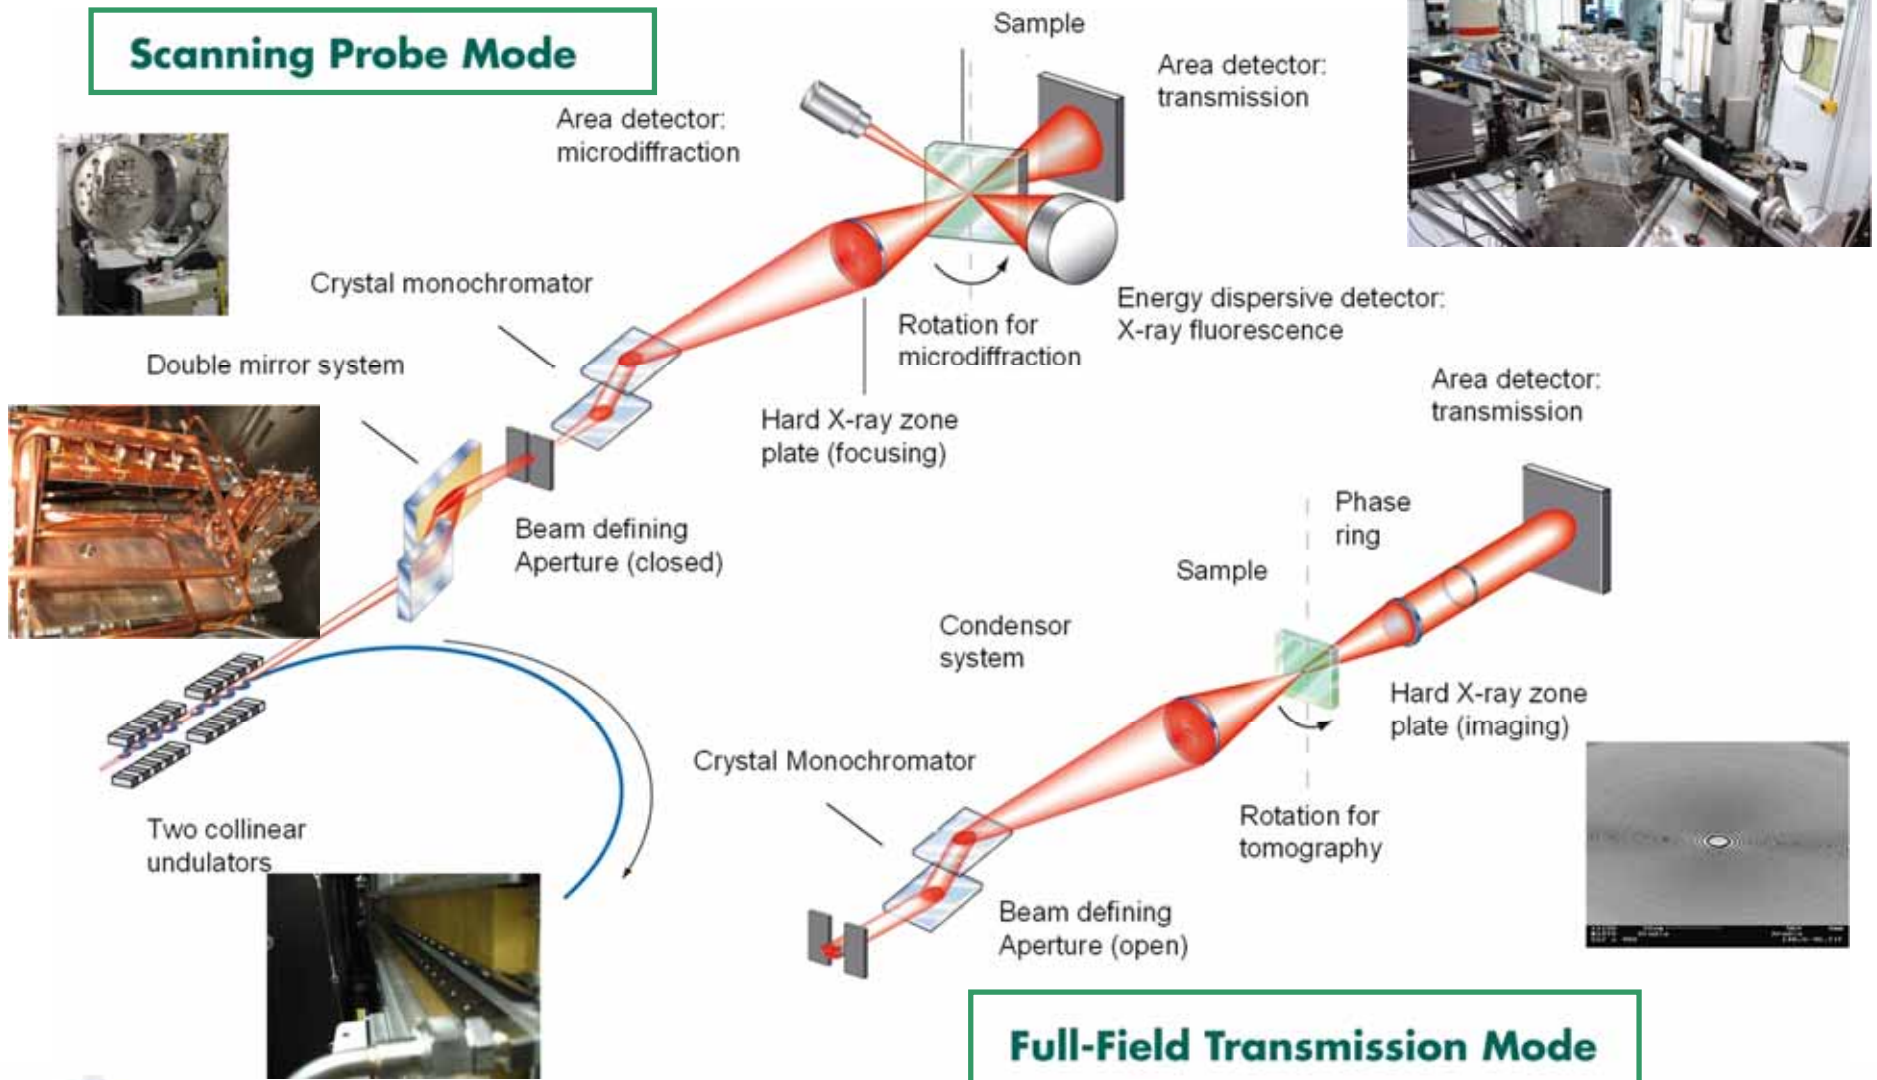 Scanning Probe Mode
Sample
Area detector:
transmission
Area detector:
microdiffraction
Crystal monochromator
Energy dispersive detector:
X-ray fluorescence
Rotation for
microdiffraction
Double mirror system
Hard X-ray zone
plate (focusing)
Beam defining
Aperture (closed)
Two collinear
undulators
Area detector:
transmission
Phase
ring
Sample
Condensor
system
Hard X-ray zone
plate (imaging)
Crystal Monochromator
Rotation for
tomography
Beam defining
Aperture (open)
Full-Field Transmission Mode